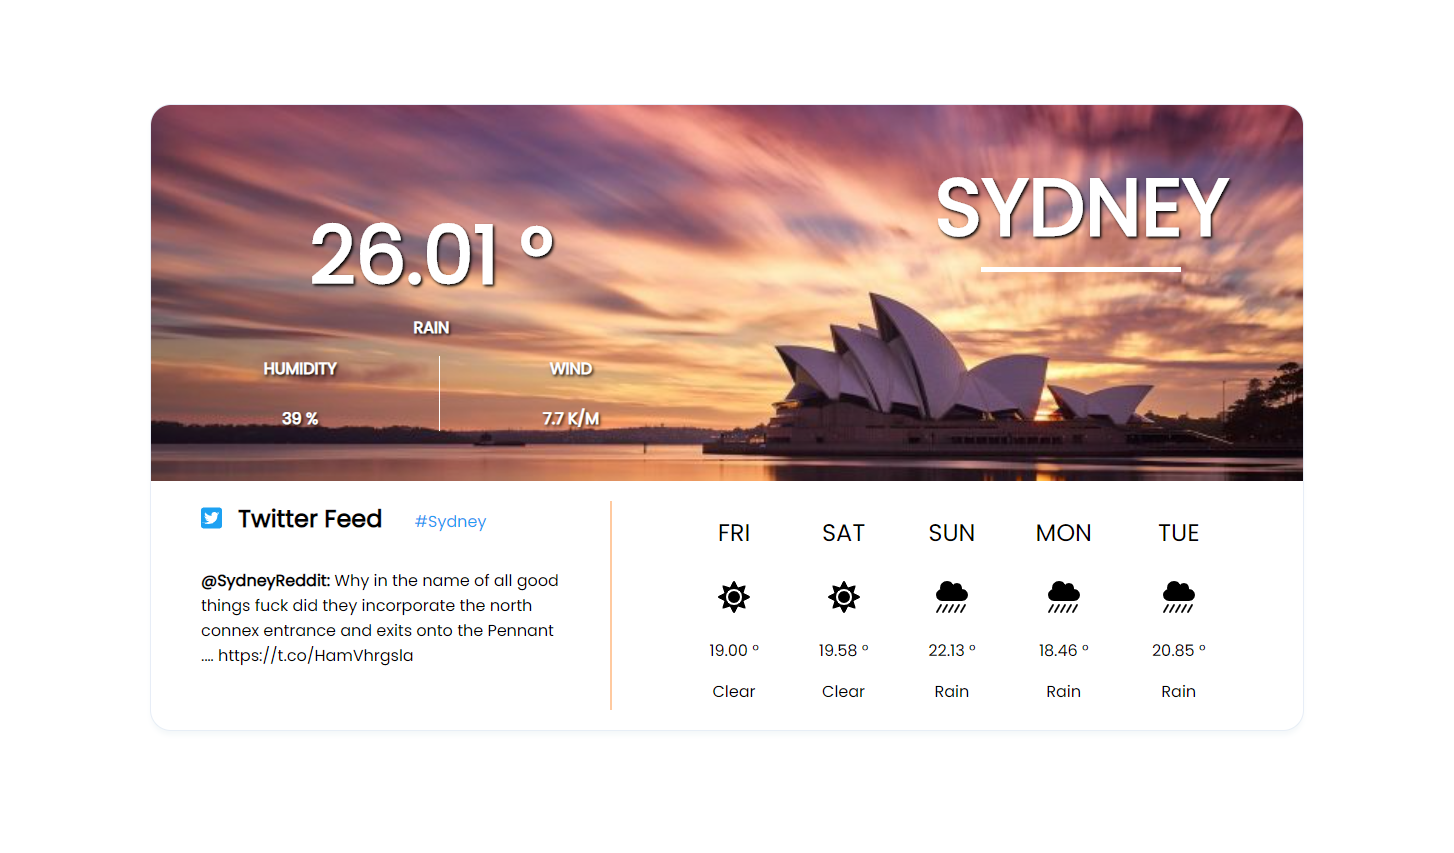 SYDNEY
26.01 º
RAIN
HUMIDITY
WIND
39 %
7.7 K/M
Twitter Feed #Sydney
@SydneyReddit: Why in the name of all good
things fuck did they incorporate the north
connex entrance and exits onto the Pennant
.... https://t.co/HamVhrgsla
FRI SAT SUN MON TUE
19.00 º 19.58 º 22.13 º 18.46 º 20.85 º
Clear Clear Rain Rain Rain